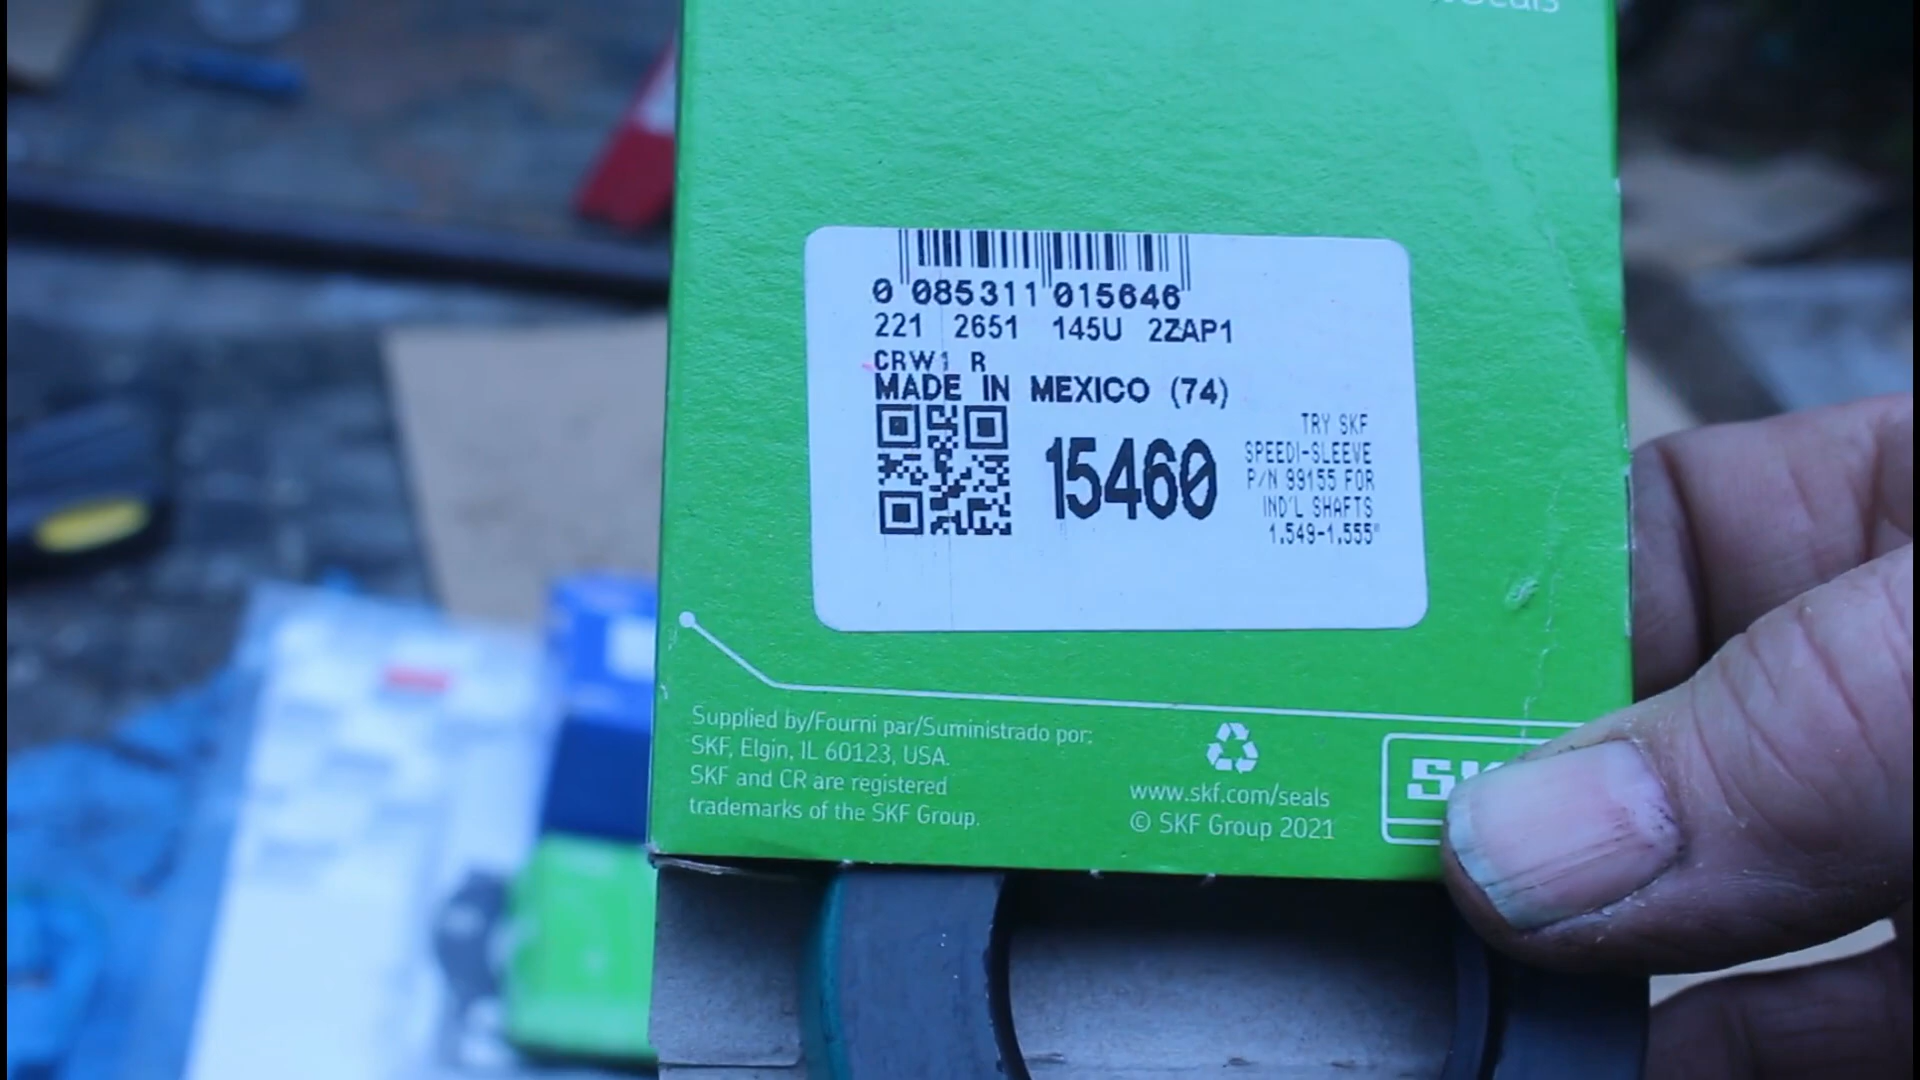 0 085311 015646
221 2651 145U 2ZAP1
CRW1 R
MADE IN MEXICO (74)
15460
TRY SKF
SPEEDI-SLEEVE
P/N 99155 FOR
IND'L SHAFTS
1.549-1.555"
Supplied by/Fourni par/Suministrado por:
SKF, Elgin, IL 60123, USA.
SKF and CR are registered
trademarks of the SKF Group.
www.skf.com/seals
© SKF Group 2021